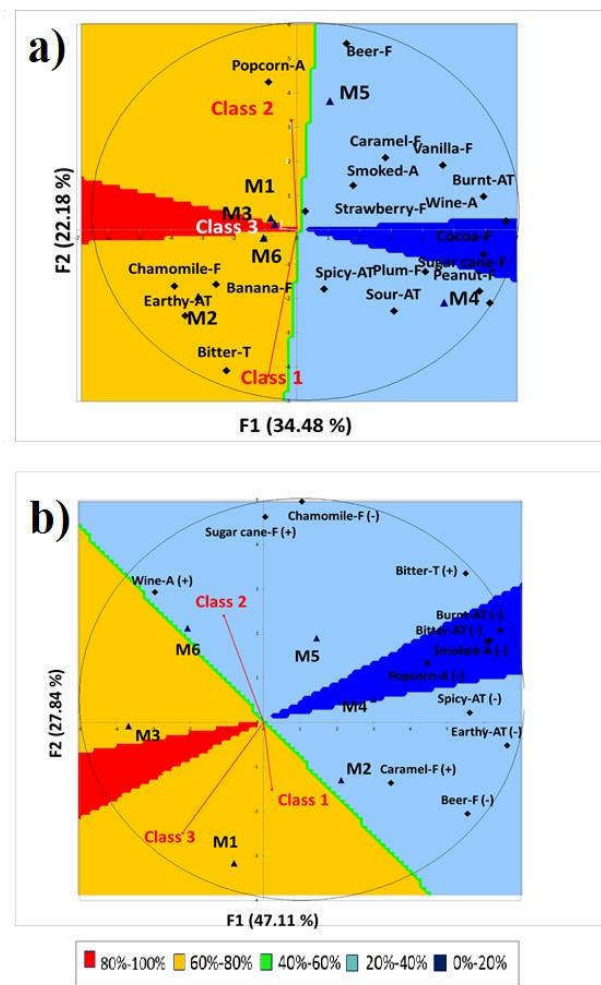 a)
Beer-F
Popcorn-A
M5
Class 2
Caramel-F
Vanilla-F
Smoked-A
Burnt-AT
M1
Strawberry-F
Wine-A
M3
Class 3
Cocoa-F
M6
Sugar cane-F
Chamomile-F
Spicy-AT
Plum-F
Peanut-F
Banana-F
Earthy-AT
Sour-AT
M4
M2
Bitter-T
Class 1
F2 (22.18 %)
F1 (34.48 %)
b)
Chamomile-F (-)
Sugar cane-F (+)
Wine-A (+)
Bitter-T (+)
Class 2
Burnt-AT (-)
Bitter-AT (-)
M6
M5
Smoked-A (-)
Popcorn-A (-)
Spicy-AT (-)
M4
M3
Earthy-AT (-)
M2
Caramel-F (+)
Class 1
Beer-F (-)
Class 3
M1
F2 (27.84 %)
F1 (47.11 %)
80%-100% 60%-80% 40%-60% 20%-40% 0%-20%